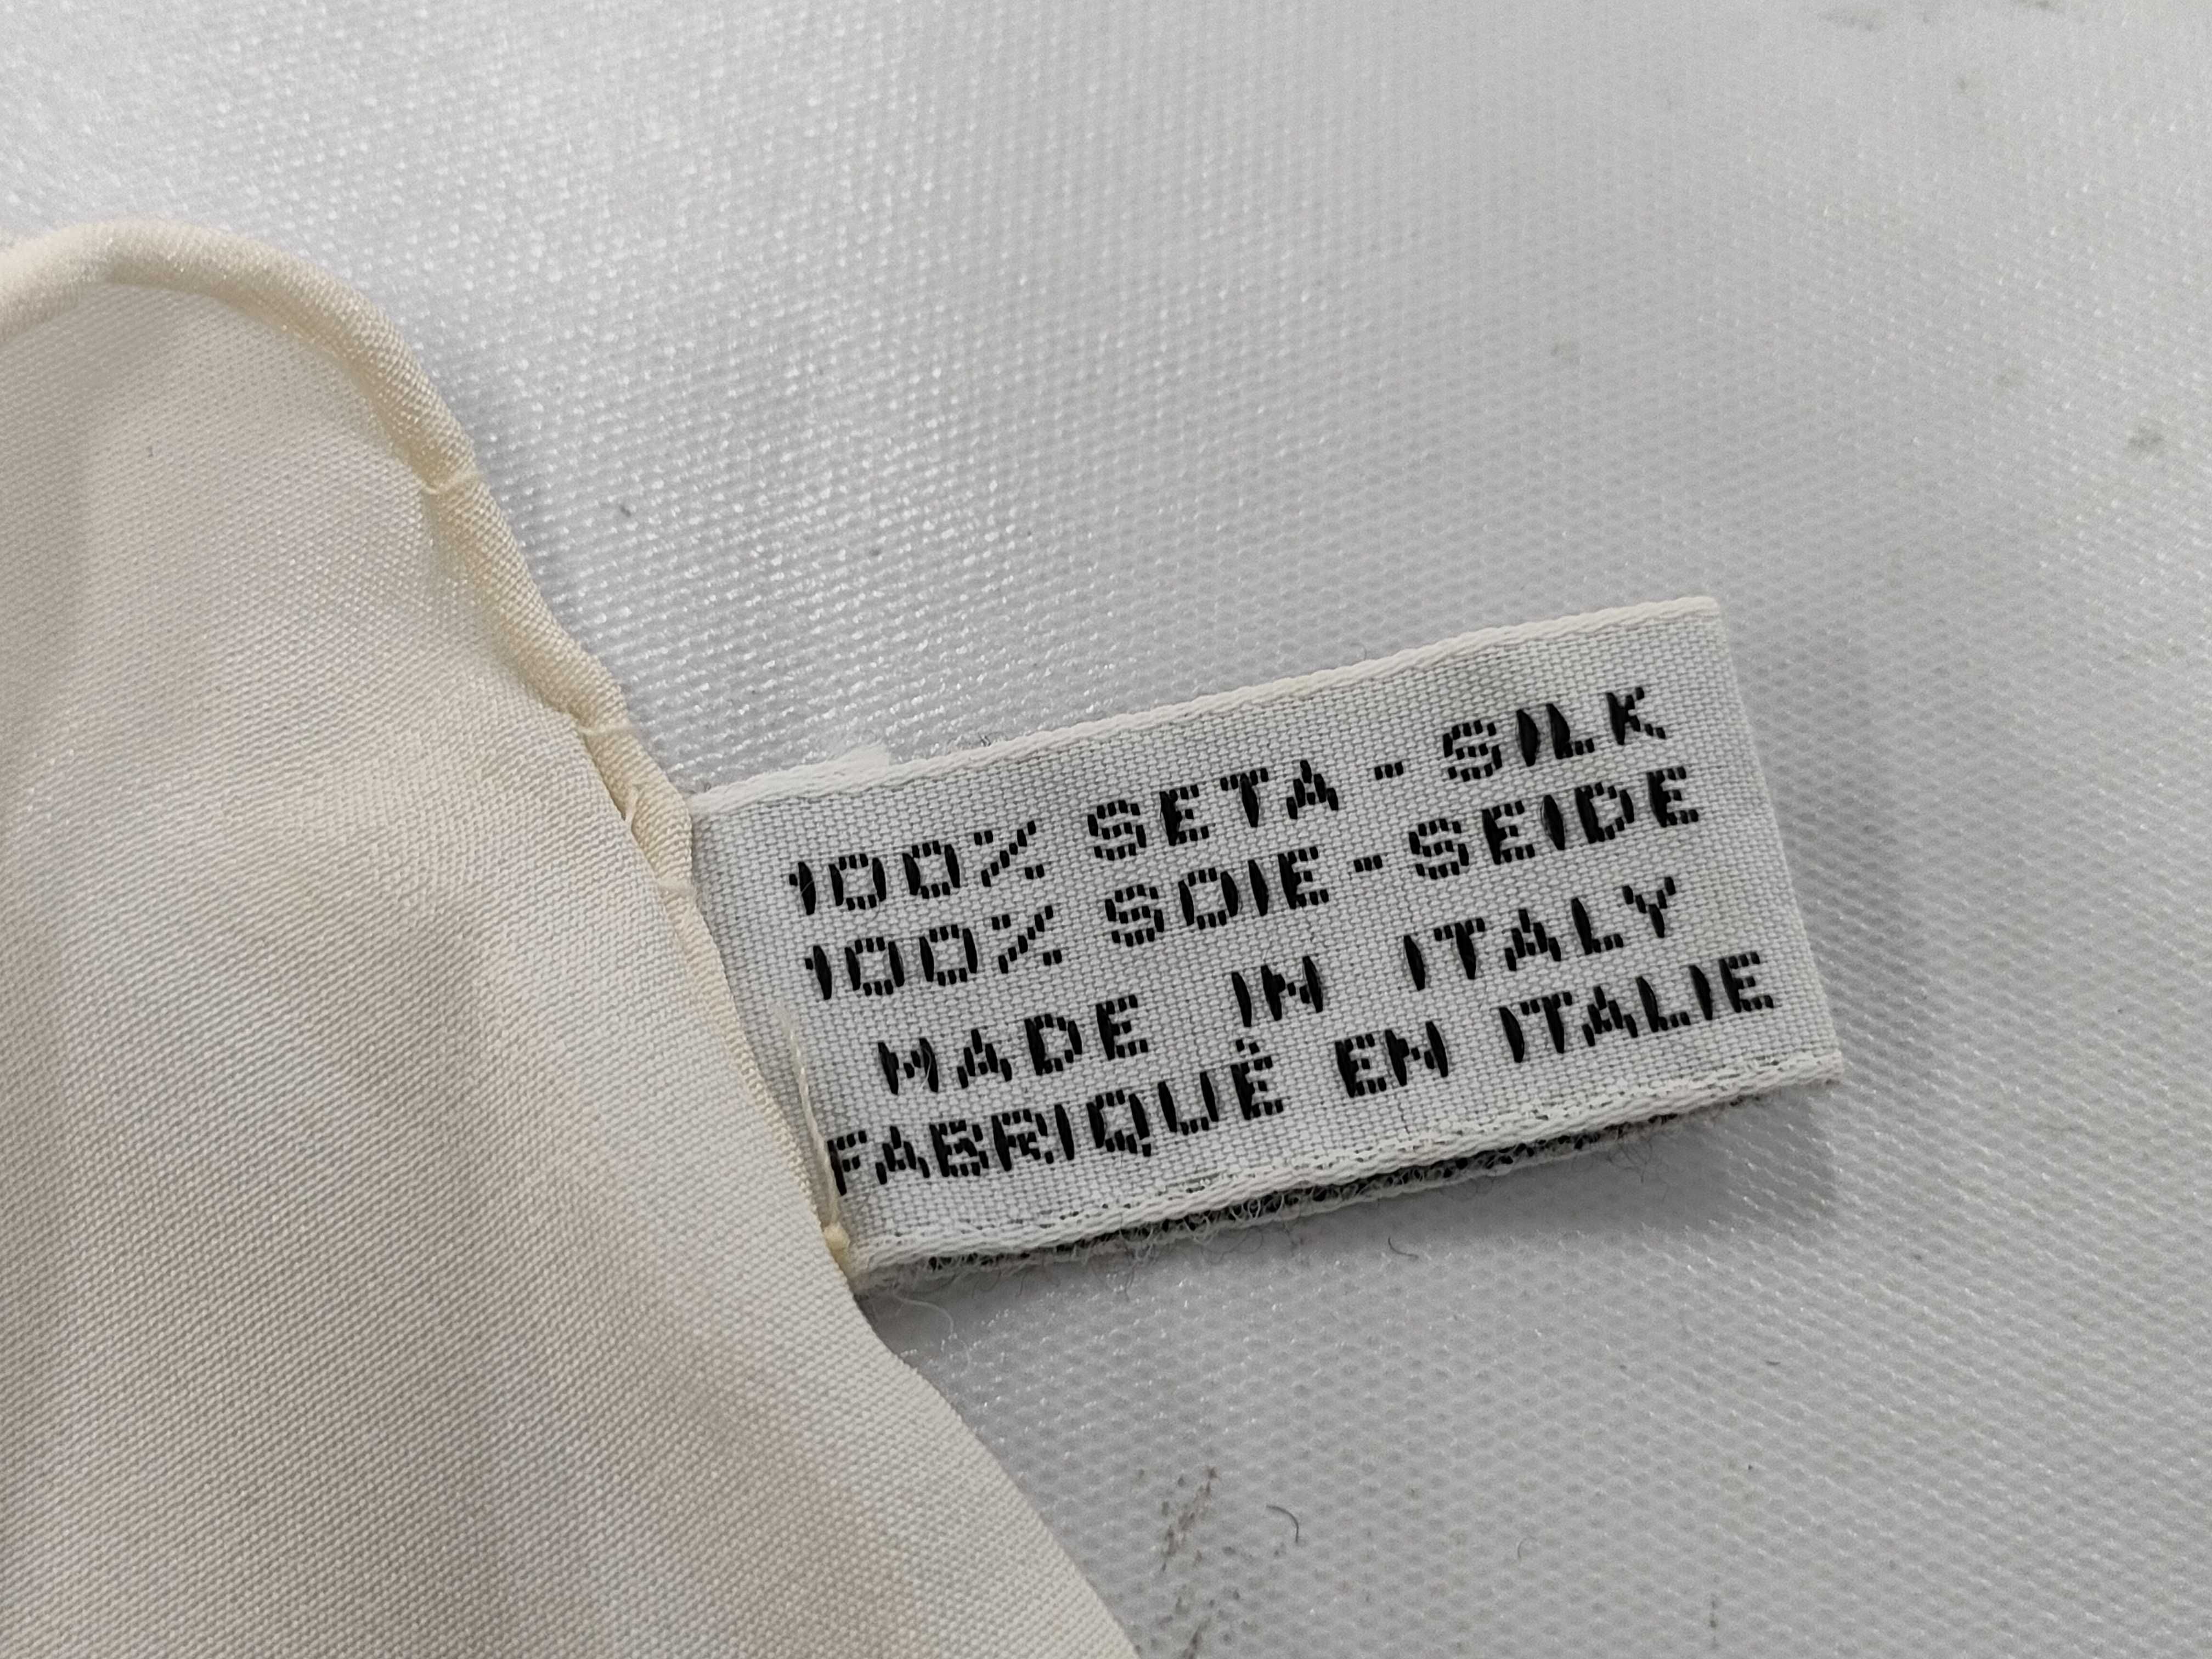 100% SETA - SILK
100% SOIE-SEIDE
MADE IN ITALY
FABRIQUÉ EN ITALIE